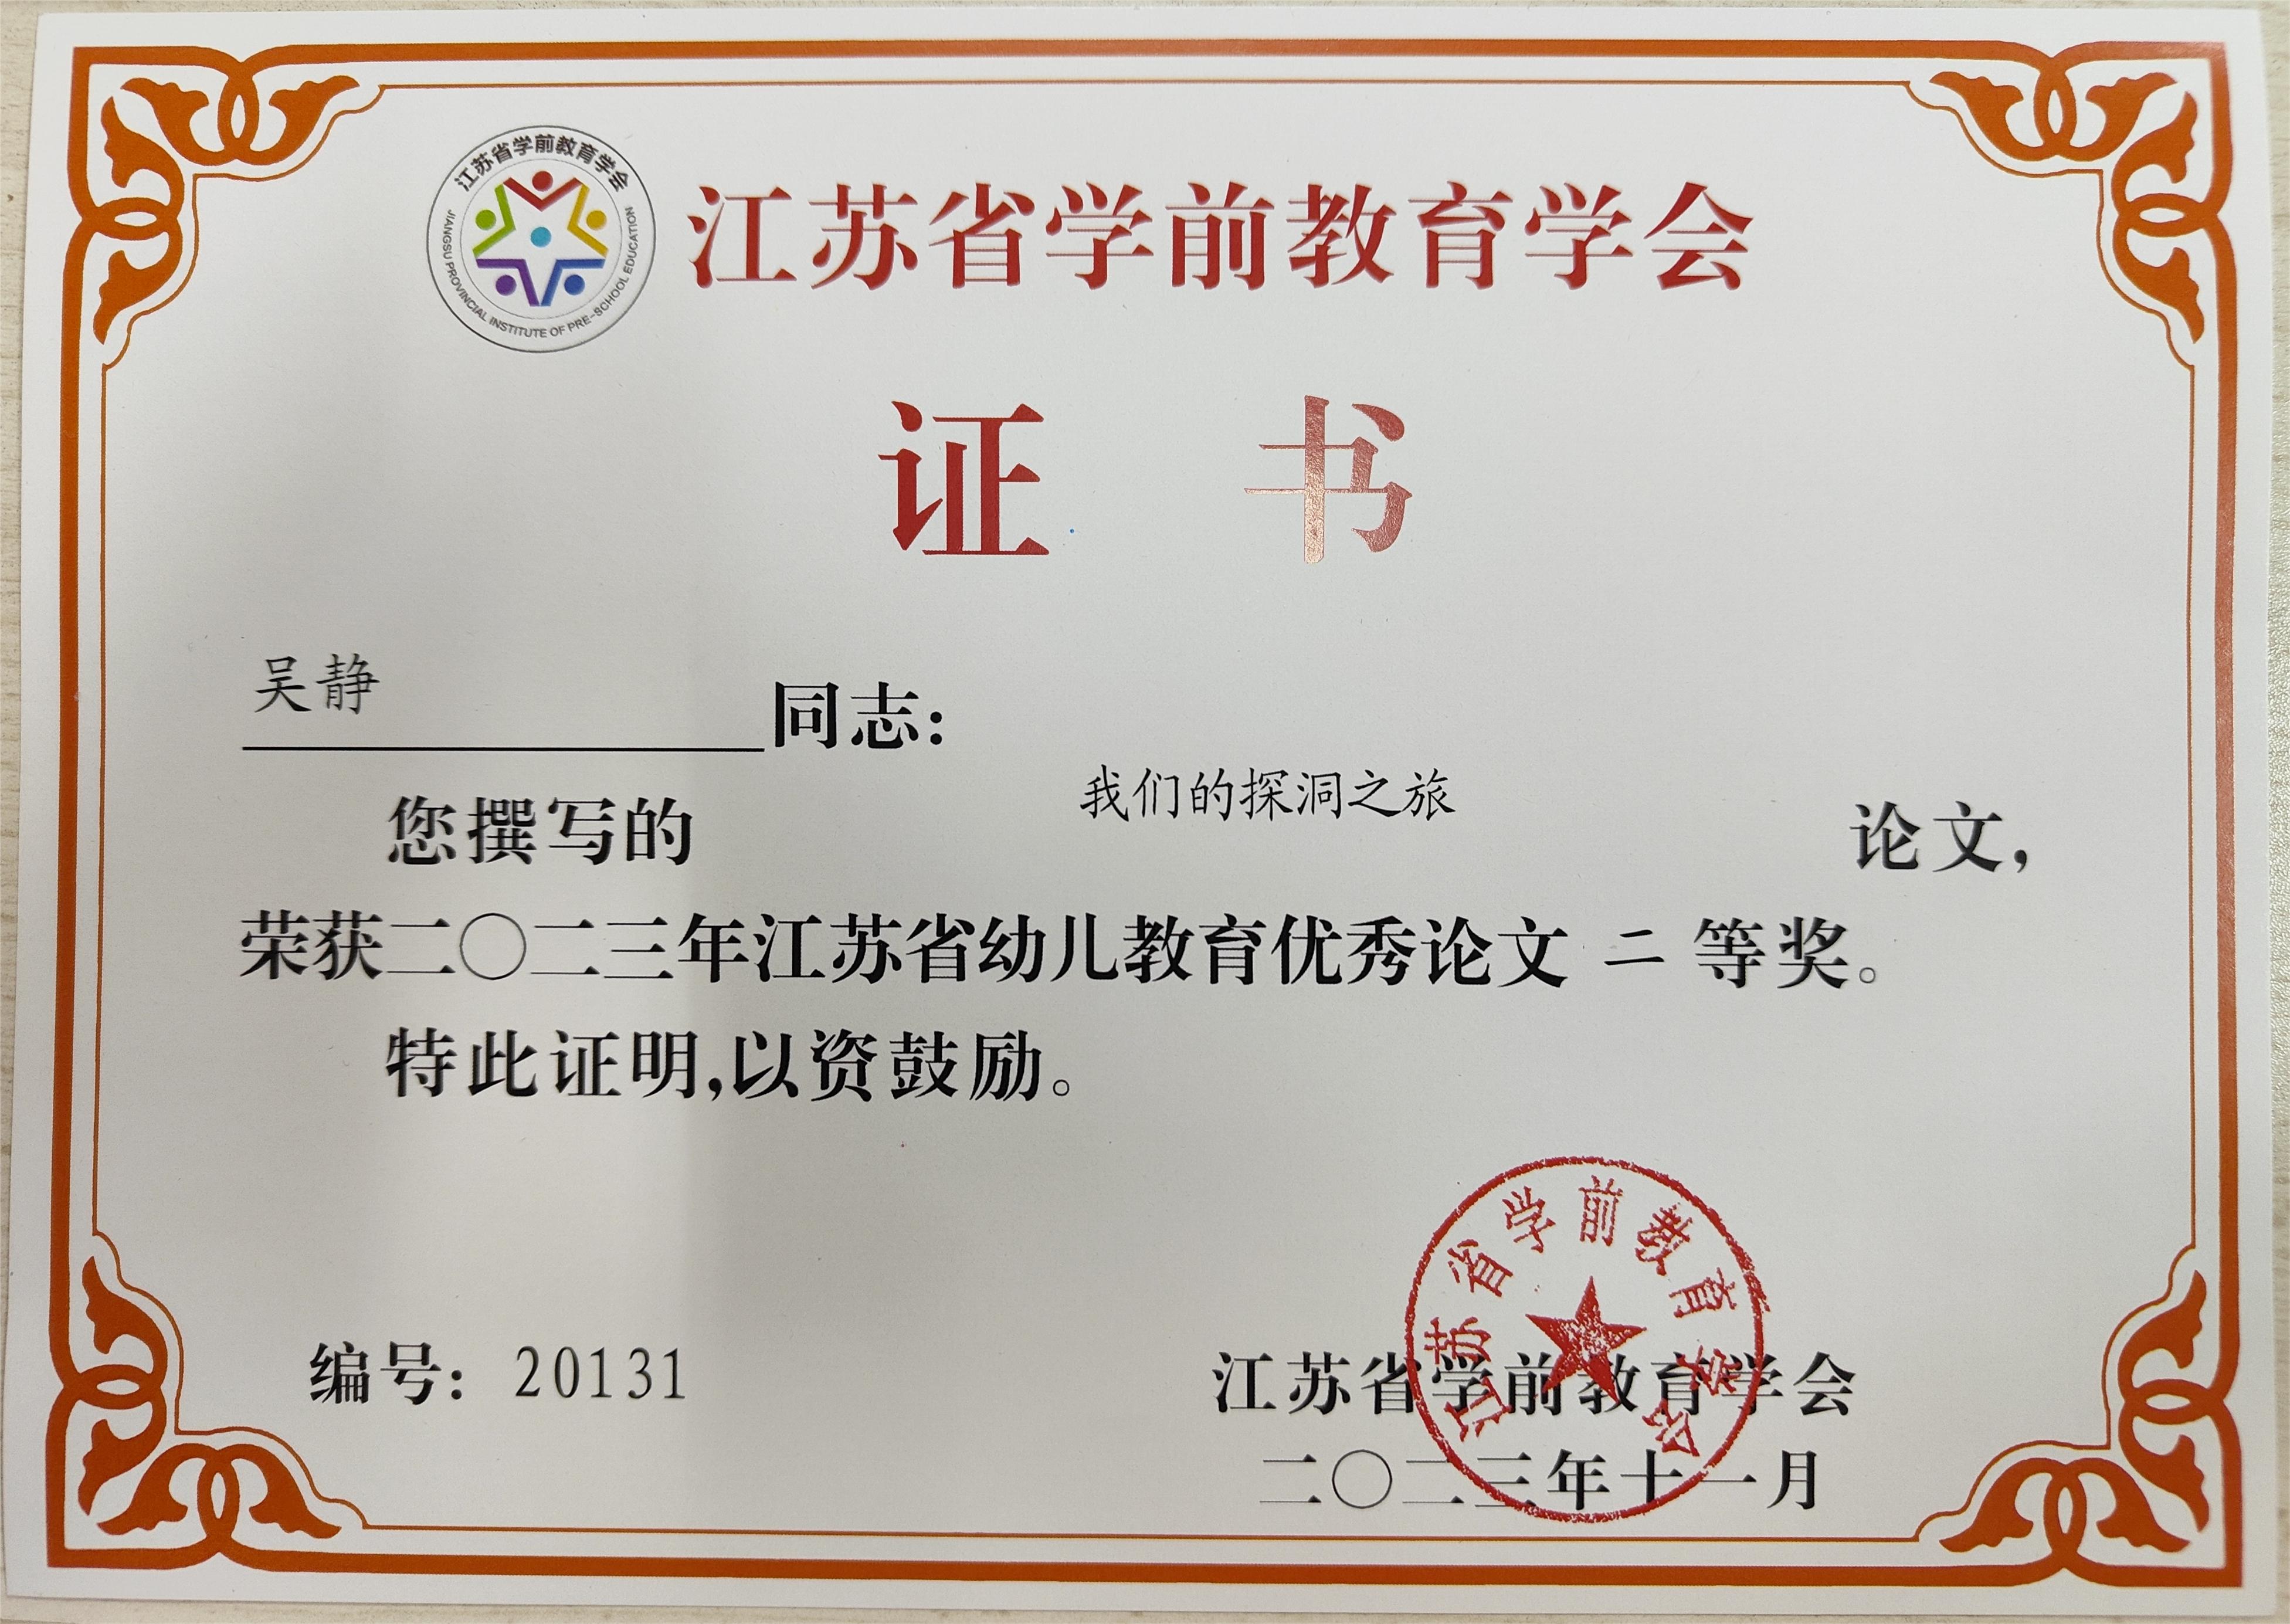 江苏省学前教育学会
JIANGSU PROVINCIAL INSTITUTE OF PRE-SCHOOL EDUCATION
江苏省学前教育学会
证 书
吴静 同志:
您撰写的 我们的探洞之旅 论文,
荣获二〇二三年江苏省幼儿教育优秀论文 二 等奖。
特此证明,以资鼓励。
编号: 20131
江苏省学前教育学会
二〇二三年十一月
江苏省学前教育学会